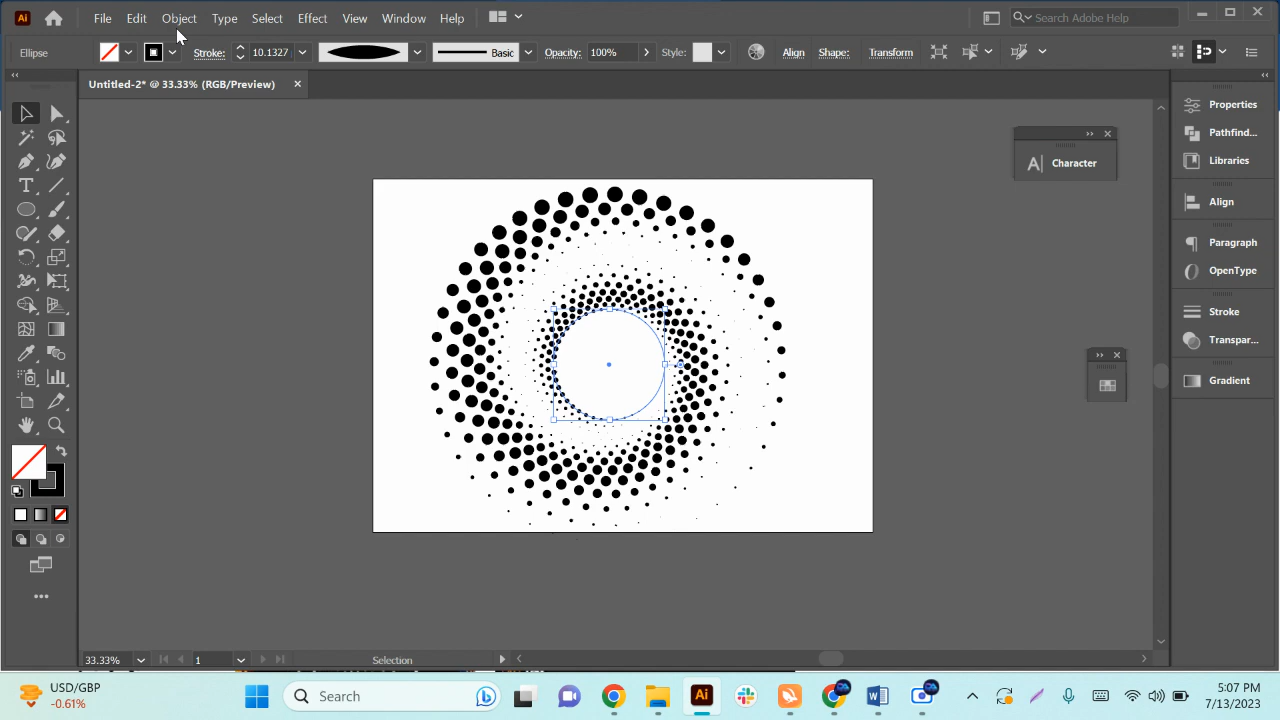 Ai File Edit Object Type Select Effect View Window Help Search Adobe Help
Ellipse Stroke: 10.1327 Basic Opacity: 100% Style: Align Shape: Transform
Untitled-2* @ 33.33% (RGB/Preview)
Properties
Pathfind...
Character
Libraries
Align
Paragraph
OpenType
Stroke
Transpar...
Gradient
33.33% 1 Selection
USD/GBP
-0.61%
Search
Ai
5:07 PM
7/13/2023